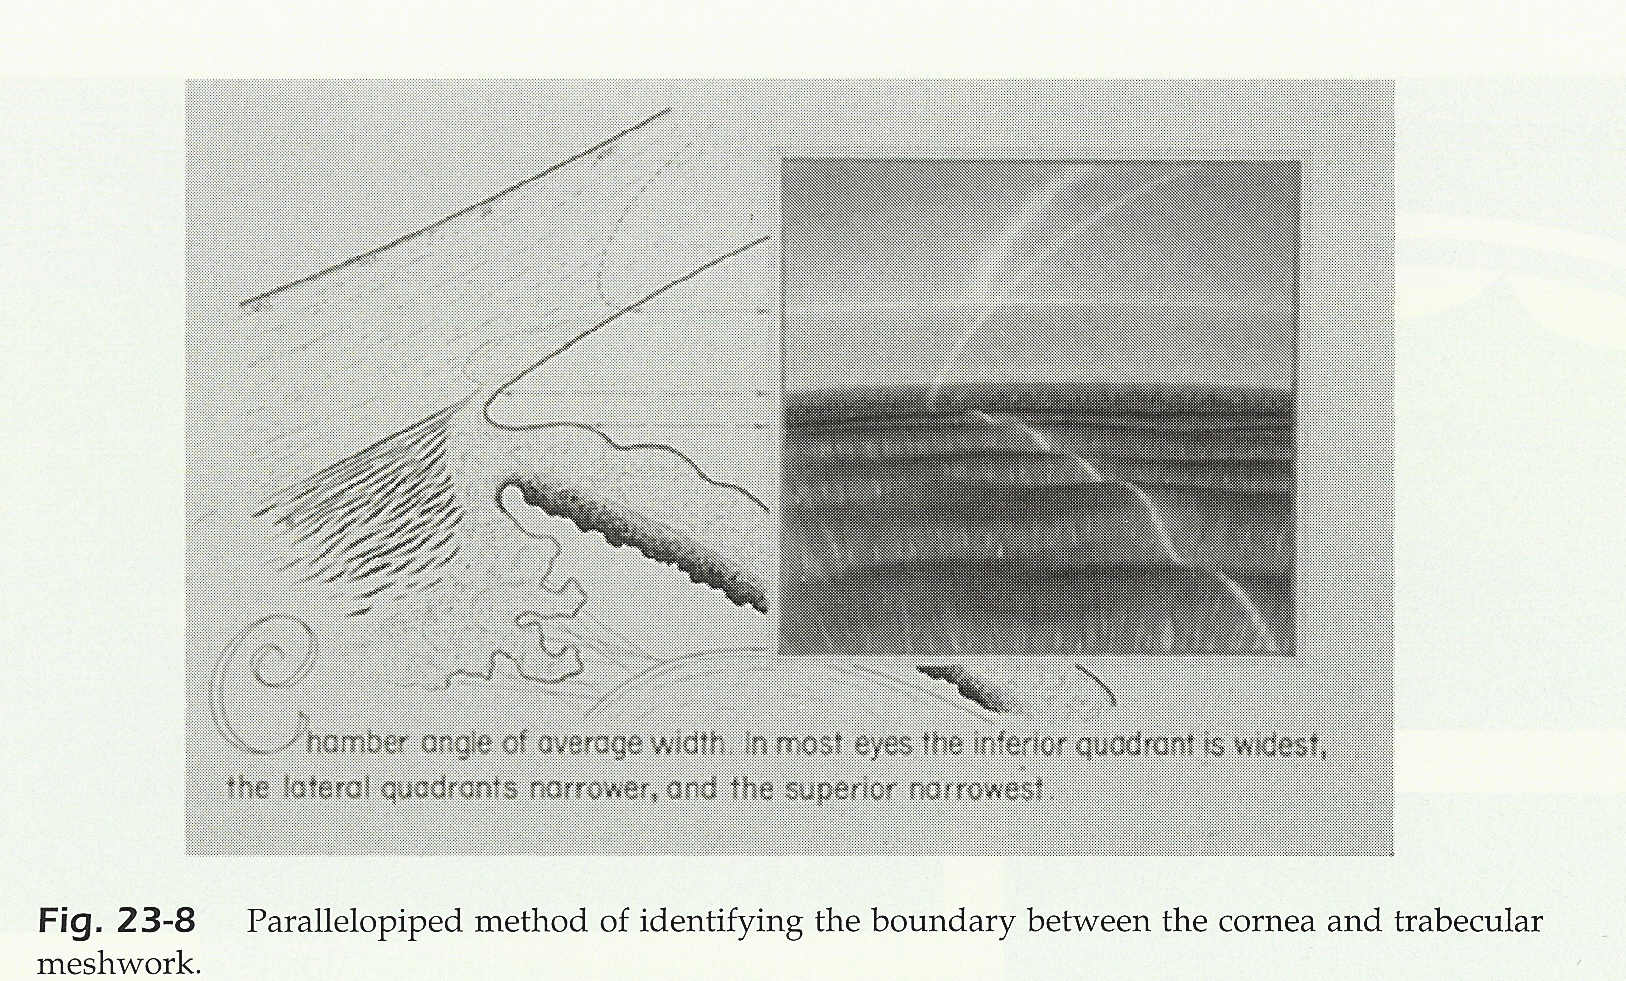 Chamber angle of average width. In most eyes the inferior quadrant is widest,
the lateral quadrants narrower, and the superior narrowest.
Fig. 23-8 Parallelopiped method of identifying the boundary between the cornea and trabecular
meshwork.